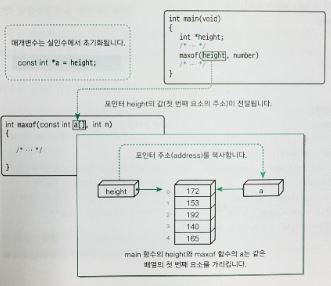 매개변수는 실인수에서 초기화됩니다.
const int *a = height;
int main(void)
{
int *height;
/* … */
maxof(height, number)
/* … */
}
포인터 height의 값(첫 번째 요소의 주소)이 전달됩니다.
int maxof(const int a[], int n)
{
/* … */
}
포인터 주소(address)를 복사합니다.
height
a
0 172
1 153
2 192
3 140
4 165
main 함수의 height와 maxof 함수의 a는 같은
배열의 첫 번째 요소를 가리킵니다.